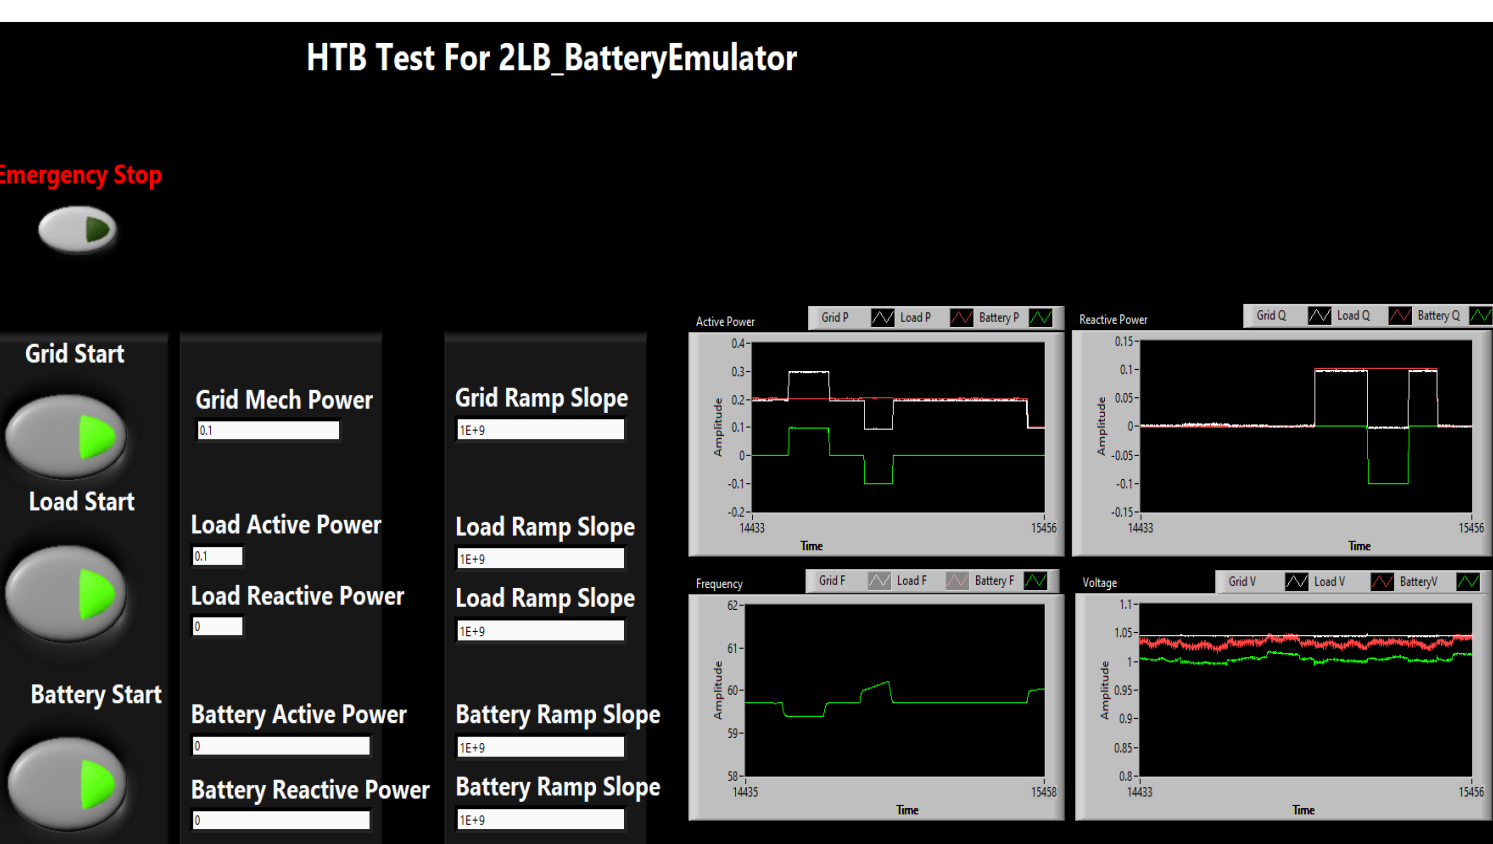 HTB Test For 2LB_BatteryEmulator
Emergency Stop
Grid Start
Load Start
Battery Start
Grid Mech Power
0.1
Load Active Power
0.1
Load Reactive Power
0
Battery Active Power
0
Battery Reactive Power
0
Grid Ramp Slope
1E+9
Load Ramp Slope
1E+9
Load Ramp Slope
1E+9
Battery Ramp Slope
1E+9
Battery Ramp Slope
1E+9
Active Power
Grid P Load P Battery P
Amplitude
0.4
0.3
0.2
0.1
0
-0.1
-0.2
14433 15456
Time
Reactive Power
Grid Q Load Q Battery Q
Amplitude
0.15
0.1
0.05
0
-0.05
-0.1
-0.15
14433 15456
Time
Frequency
Grid F Load F Battery F
Amplitude
62
61
60
59
58
14435 15458
Time
Voltage
Grid V Load V BatteryV
Amplitude
1.1
1.05
1
0.95
0.9
0.85
0.8
14433 15456
Time